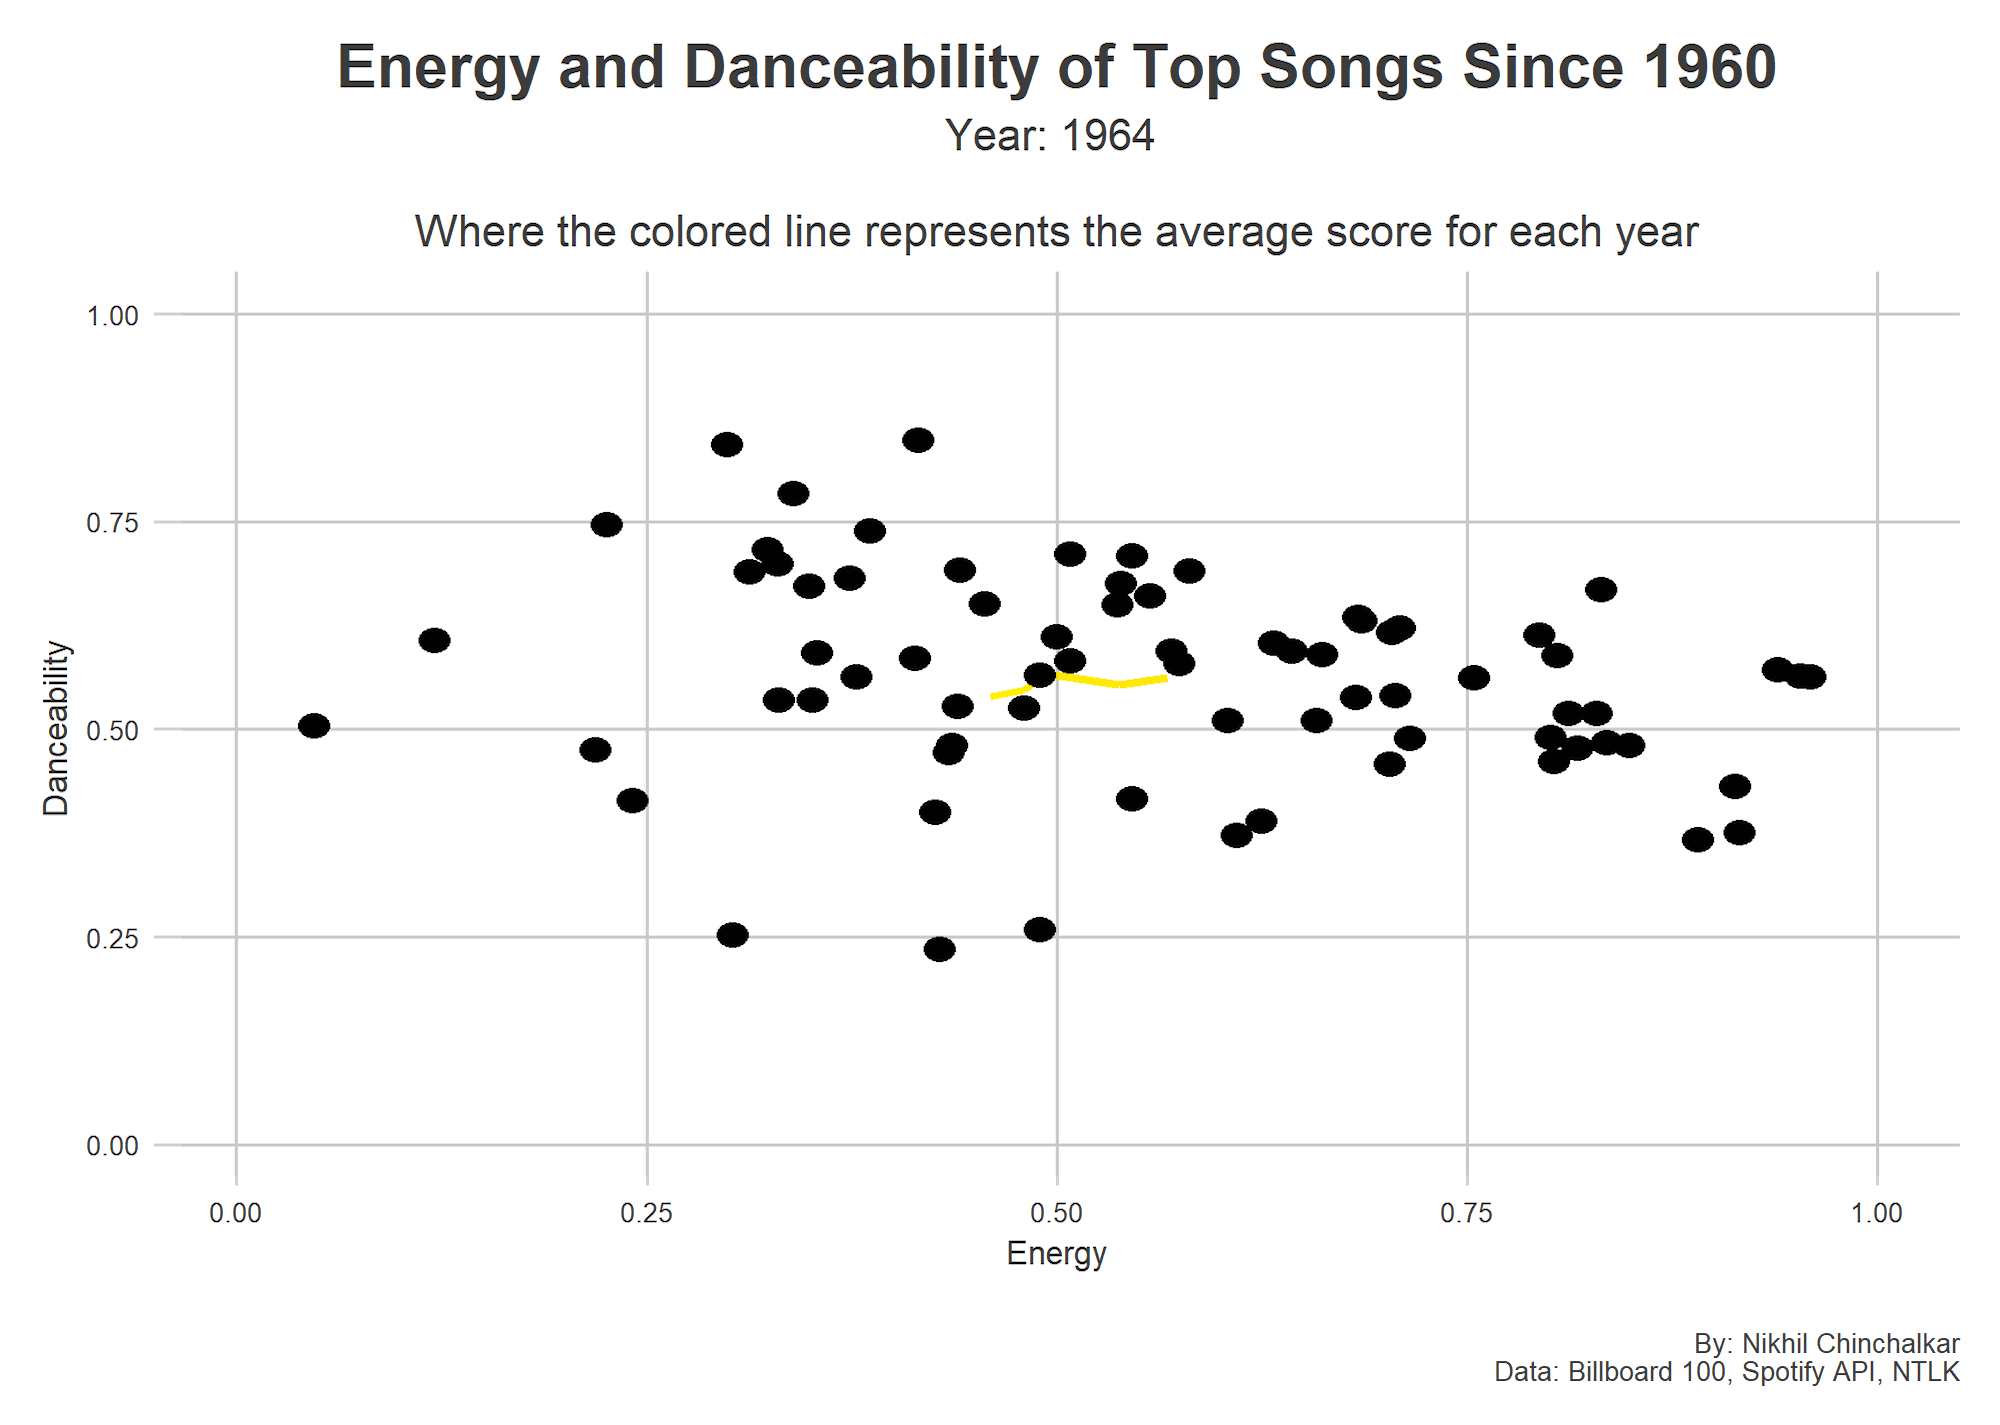 Energy and Danceability of Top Songs Since 1960
Year: 1964
Where the colored line represents the average score for each year
1.00
0.75
0.50
0.25
0.00
Danceability
0.00 0.25 0.50 0.75 1.00
Energy
By: Nikhil Chinchalkar
Data: Billboard 100, Spotify API, NTLK